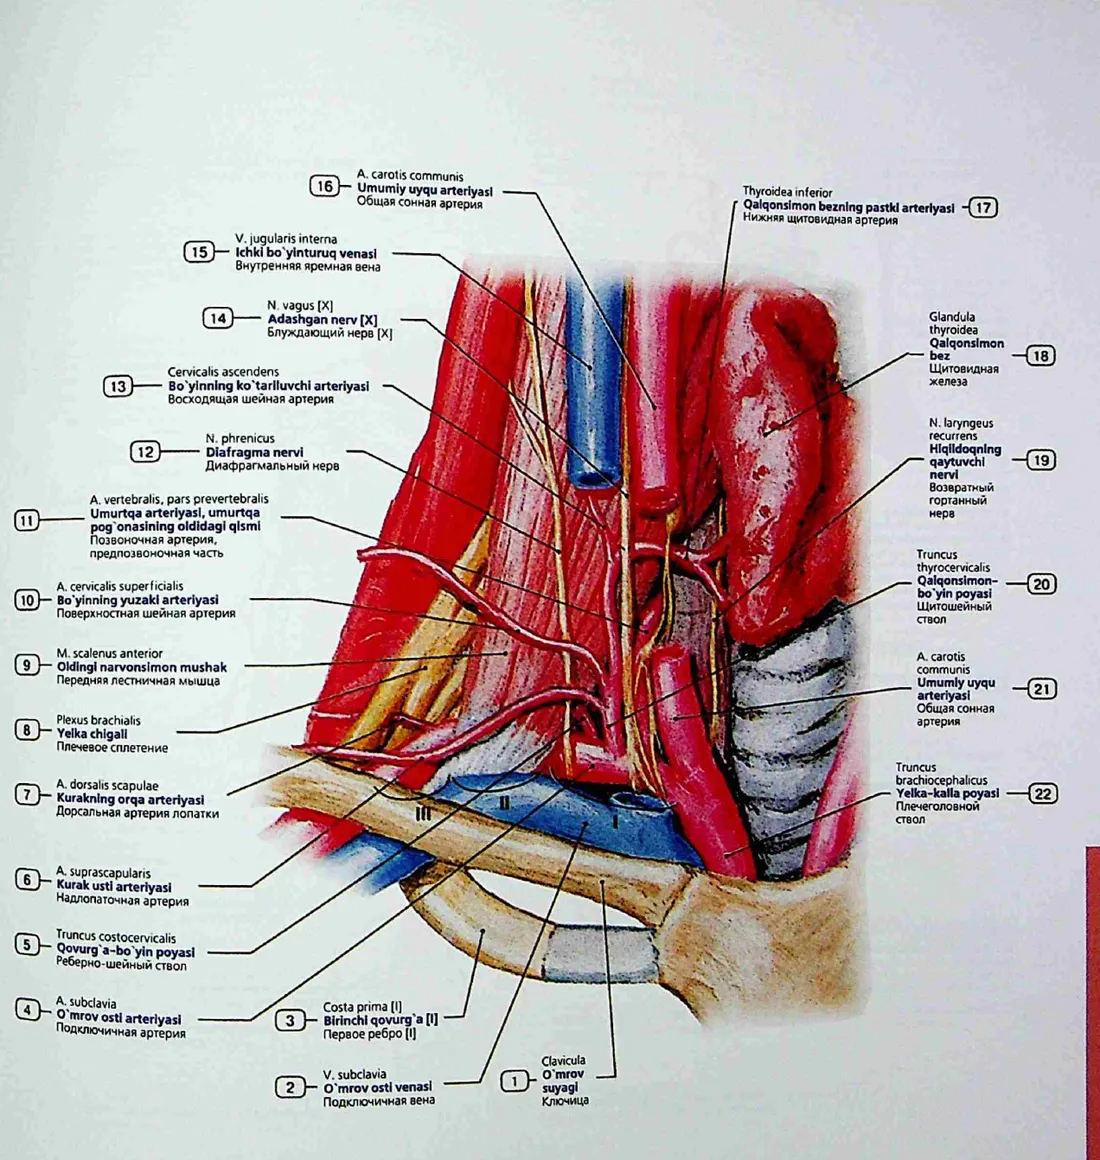 16
A. carotis communis
Umumiy uyqu arteriyasi
Общая сонная артерия
15
V. jugularis interna
Ichki bo`yinturuq venasi
Внутренняя яремная вена
14
N. vagus [X]
Adashgan nerv [X]
Блуждающий нерв [X]
13
Cervicalis ascendens
Bo`yinning ko`tariluvchi arteriyasi
Восходящая шейная артерия
12
N. phrenicus
Diafragma nervi
Диафрагмальный нерв
11
A. vertebralis, pars prevertebralis
Umurtqa arteriyasi, umurtqa
pog`onasining oldidagi qismi
Позвоночная артерия,
предпозвоночная часть
10
A. cervicalis superficialis
Bo`yinning yuzaki arteriyasi
Поверхностная шейная артерия
9
M. scalenus anterior
Oldingi narvonsimon mushak
Передняя лестничная мышца
8
Plexus brachialis
Yelka chigali
Плечевое сплетение
7
A. dorsalis scapulae
Kurakning orqa arteriyasi
Дорсальная артерия лопатки
6
A. suprascapularis
Kurak usti arteriyasi
Надлопаточная артерия
5
Truncus costocervicalis
Qovurg`a-bo`yin poyasi
Реберно-шейный ствол
4
A. subclavia
O`mrov osti arteriyasi
Подключичная артерия
3
Costa prima [I]
Birinchi qovurg`a [I]
Первое ребро [I]
2
V. subclavia
O`mrov osti venasi
Подключичная вена
1
Clavicula
O`mrov
suyagi
Ключица
III
II
I
Thyroidea inferior
Qalqonsimon bezning pastki arteriyasi
Нижняя щитовидная артерия
17
Glandula
thyroidea
Qalqonsimon
bez
Щитовидная
железа
18
N. laryngeus
recurrens
Hiqildoqning
qaytuvchi
nervi
Возвратный
гортанный
нерв
19
Truncus
thyrocervicalis
Qalqonsimon-
bo`yin poyasi
Щитошейный
ствол
20
A. carotis
communis
Umumiy uyqu
arteriyasi
Общая сонная
артерия
21
Truncus
brachiocephalicus
Yelka-kalla poyasi
Плечеголовной
ствол
22